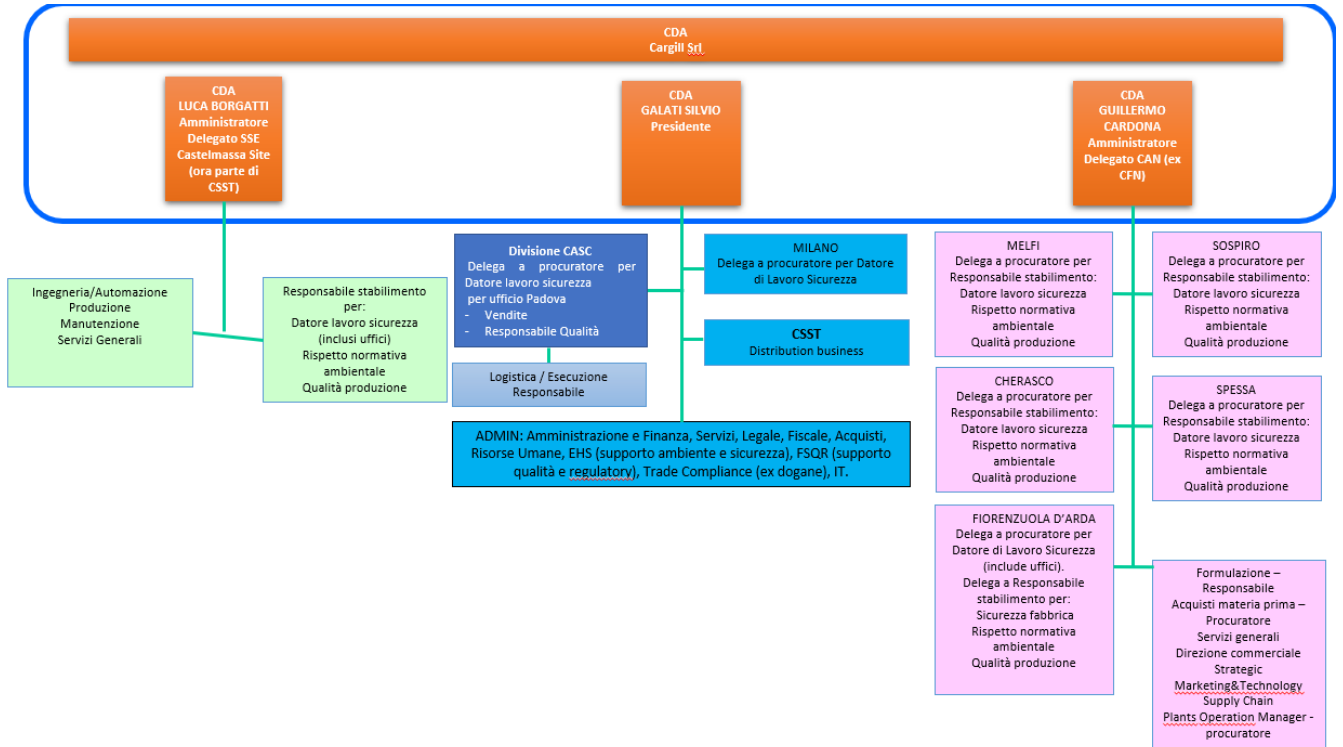 CDA
Cargill Srl
CDA
LUCA BORGATTI
Amministratore
Delegato SSE
Castelmassa Site
(ora parte di
CSST)
CDA
GALATI SILVIO
Presidente
CDA
GUILLERMO
CARDONA
Amministratore
Delegato CAN (ex
CFN)
Ingegneria/Automazione
Produzione
Manutenzione
Servizi Generali
Responsabile stabilimento
per:
Datore lavoro sicurezza
(inclusi uffici)
Rispetto normativa
ambientale
Qualità produzione
Divisione CASC
Delega a procuratore per
Datore lavoro sicurezza
per ufficio Padova
- Vendite
- Responsabile Qualità
Logistica / Esecuzione
Responsabile
MILANO
Delega a procuratore per Datore
di Lavoro Sicurezza
CSST
Distribution business
ADMIN: Amministrazione e Finanza, Servizi, Legale, Fiscale, Acquisti,
Risorse Umane, EHS (supporto ambiente e sicurezza), FSQR (supporto
qualità e regulatory), Trade Compliance (ex dogane), IT.
MELFI
Delega a procuratore per
Responsabile stabilimento:
Datore lavoro sicurezza
Rispetto normativa
ambientale
Qualità produzione
SOSPIRO
Delega a procuratore per
Responsabile stabilimento:
Datore lavoro sicurezza
Rispetto normativa
ambientale
Qualità produzione
CHERASCO
Delega a procuratore per
Responsabile stabilimento:
Datore lavoro sicurezza
Rispetto normativa
ambientale
Qualità produzione
SPESSA
Delega a procuratore per
Responsabile stabilimento:
Datore lavoro sicurezza
Rispetto normativa
ambientale
Qualità produzione
FIORENZUOLA D’ARDA
Delega a procuratore per
Datore di Lavoro Sicurezza
(include uffici).
Delega a Responsabile
stabilimento per:
Sicurezza fabbrica
Rispetto normativa
ambientale
Qualità produzione
Formulazione –
Responsabile
Acquisti materia prima –
Procuratore
Servizi generali
Direzione commerciale
Strategic
Marketing&Technology
Supply Chain
Plants Operation Manager -
procuratore